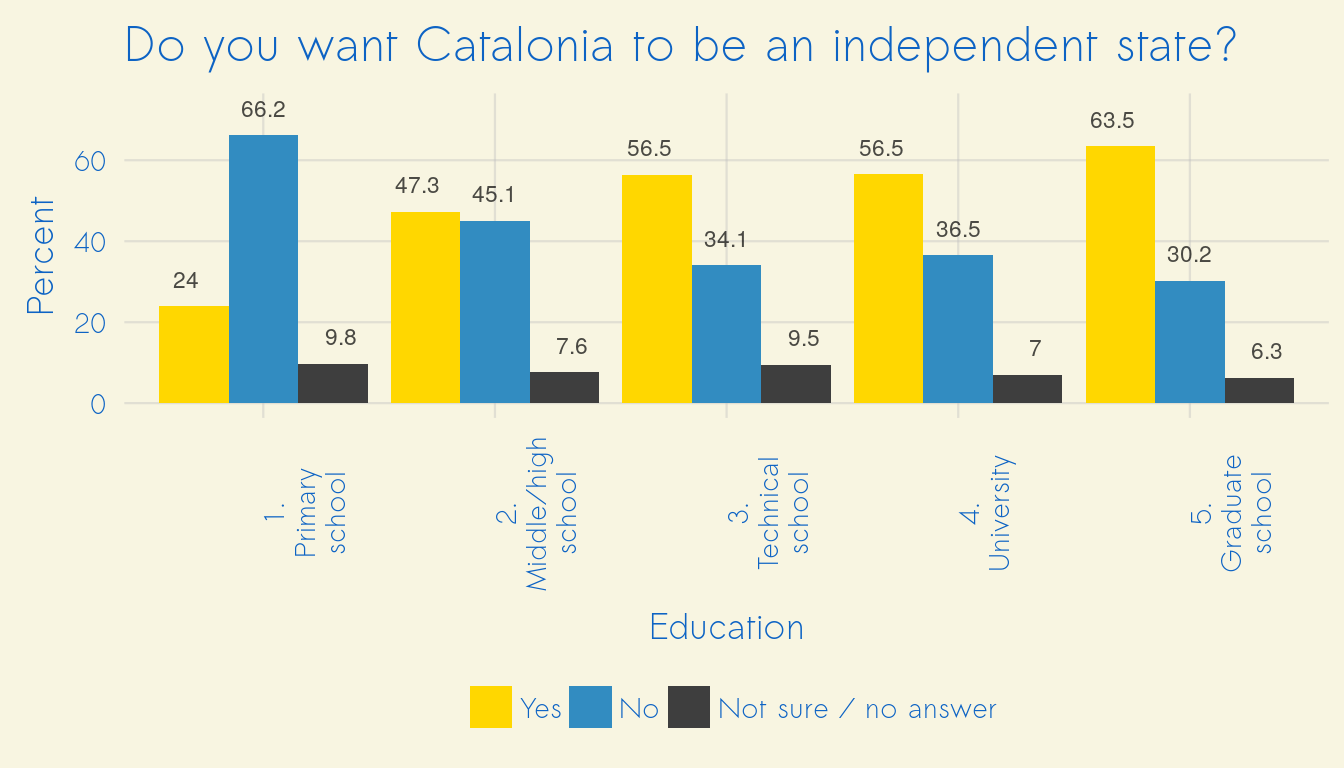 Do you want Catalonia to be an independent state?
Percent
60
40
20
0
24
66.2
9.8
47.3
45.1
7.6
56.5
34.1
9.5
56.5
36.5
7
63.5
30.2
6.3
1.
Primary
school
2.
Middle/high
school
3.
Technical
school
4.
University
5.
Graduate
school
Education
Yes
No
Not sure / no answer